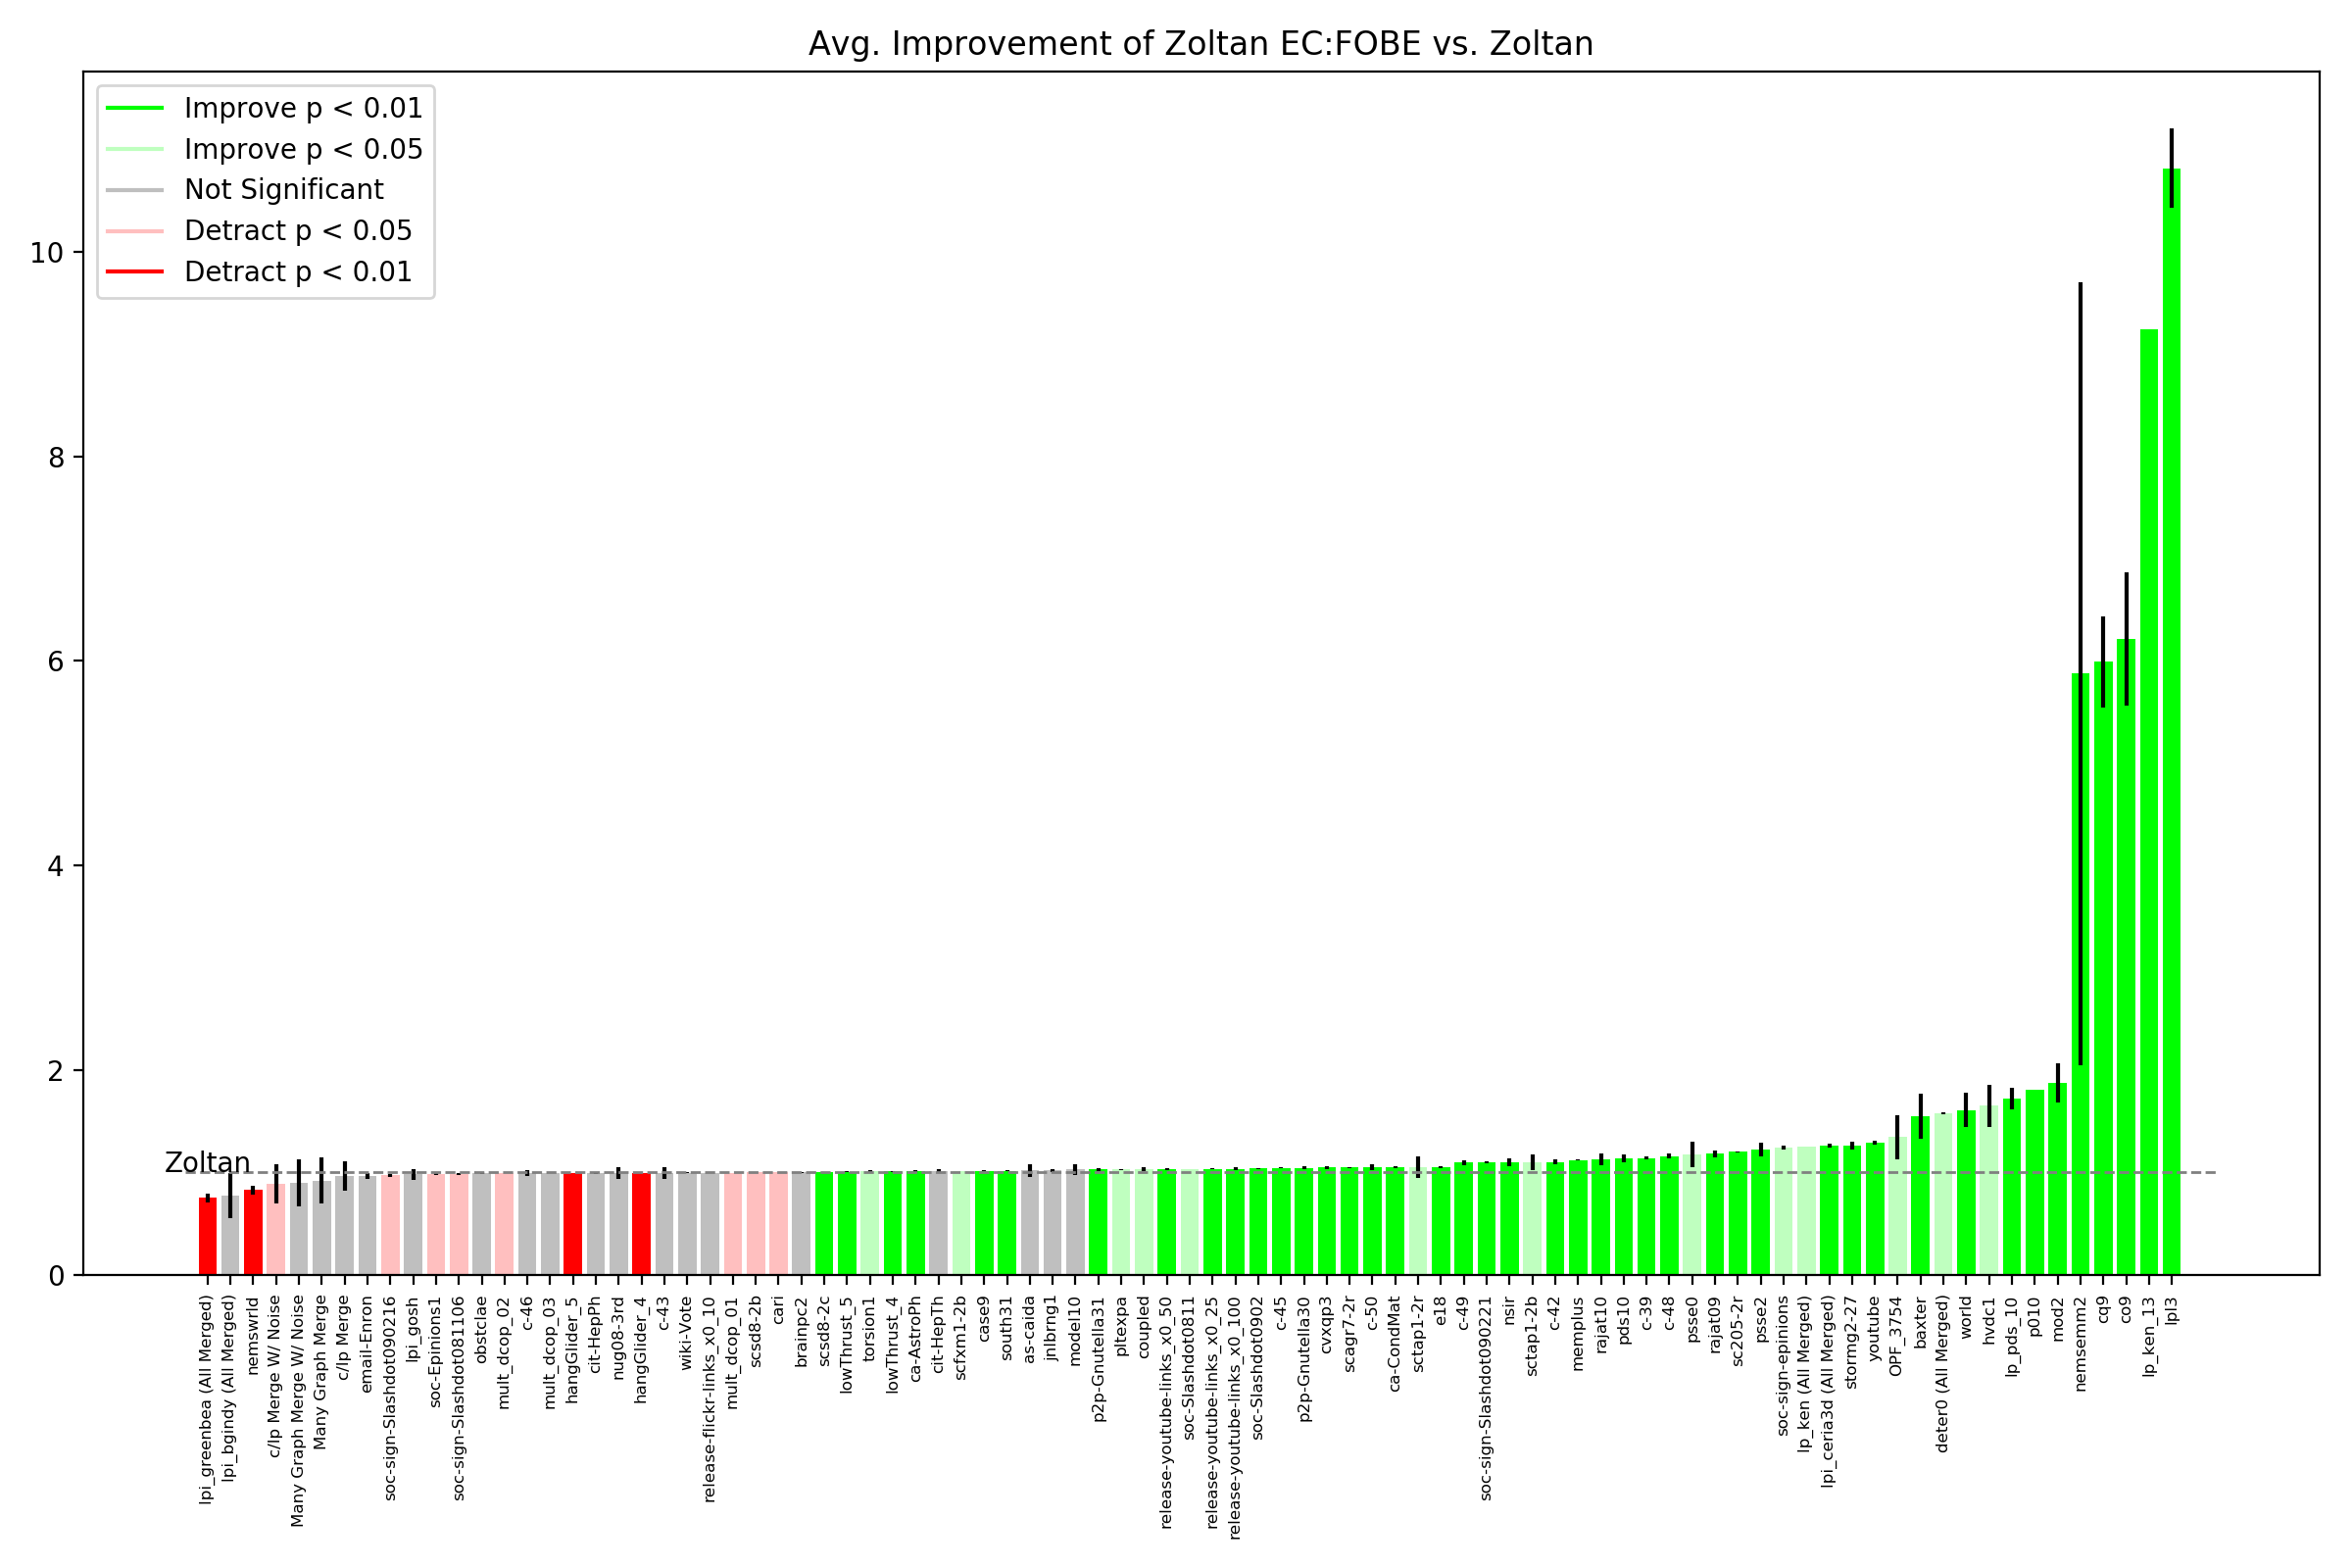 Avg. Improvement of Zoltan EC:FOBE vs. Zoltan
Improve p < 0.01
Improve p < 0.05
Not Significant
Detract p < 0.05
Detract p < 0.01
10
8
6
4
2
0
Zoltan
lpi_greenbea (All Merged)
lpi_bgindy (All Merged)
nemswrld
c/lp Merge W/ Noise
Many Graph Merge W/ Noise
Many Graph Merge
c/lp Merge
email-Enron
soc-sign-Slashdot090216
lpi_gosh
soc-Epinions1
soc-sign-Slashdot081106
obstclae
mult_dcop_02
c-46
mult_dcop_03
hangGlider_5
cit-HepPh
nug08-3rd
hangGlider_4
c-43
wiki-Vote
release-flickr-links_x0_10
mult_dcop_01
scsd8-2b
cari
brainpc2
scsd8-2c
lowThrust_5
torsion1
lowThrust_4
ca-AstroPh
cit-HepTh
scfxm1-2b
case9
south31
as-caida
jnlbrng1
model10
p2p-Gnutella31
pltexpa
coupled
release-youtube-links_x0_50
soc-Slashdot0811
release-youtube-links_x0_25
release-youtube-links_x0_100
soc-Slashdot0902
c-45
p2p-Gnutella30
cvxqp3
scagr7-2r
c-50
ca-CondMat
sctap1-2r
e18
c-49
soc-sign-Slashdot090221
nsir
sctap1-2b
c-42
memplus
rajat10
pds10
c-39
c-48
psse0
rajat09
sc205-2r
psse2
soc-sign-epinions
lp_ken (All Merged)
lpi_ceria3d (All Merged)
stormg2-27
youtube
OPF_3754
baxter
deter0 (All Merged)
world
hvdc1
lp_pds_10
p010
mod2
nemsemm2
cq9
co9
lp_ken_13
lpl3